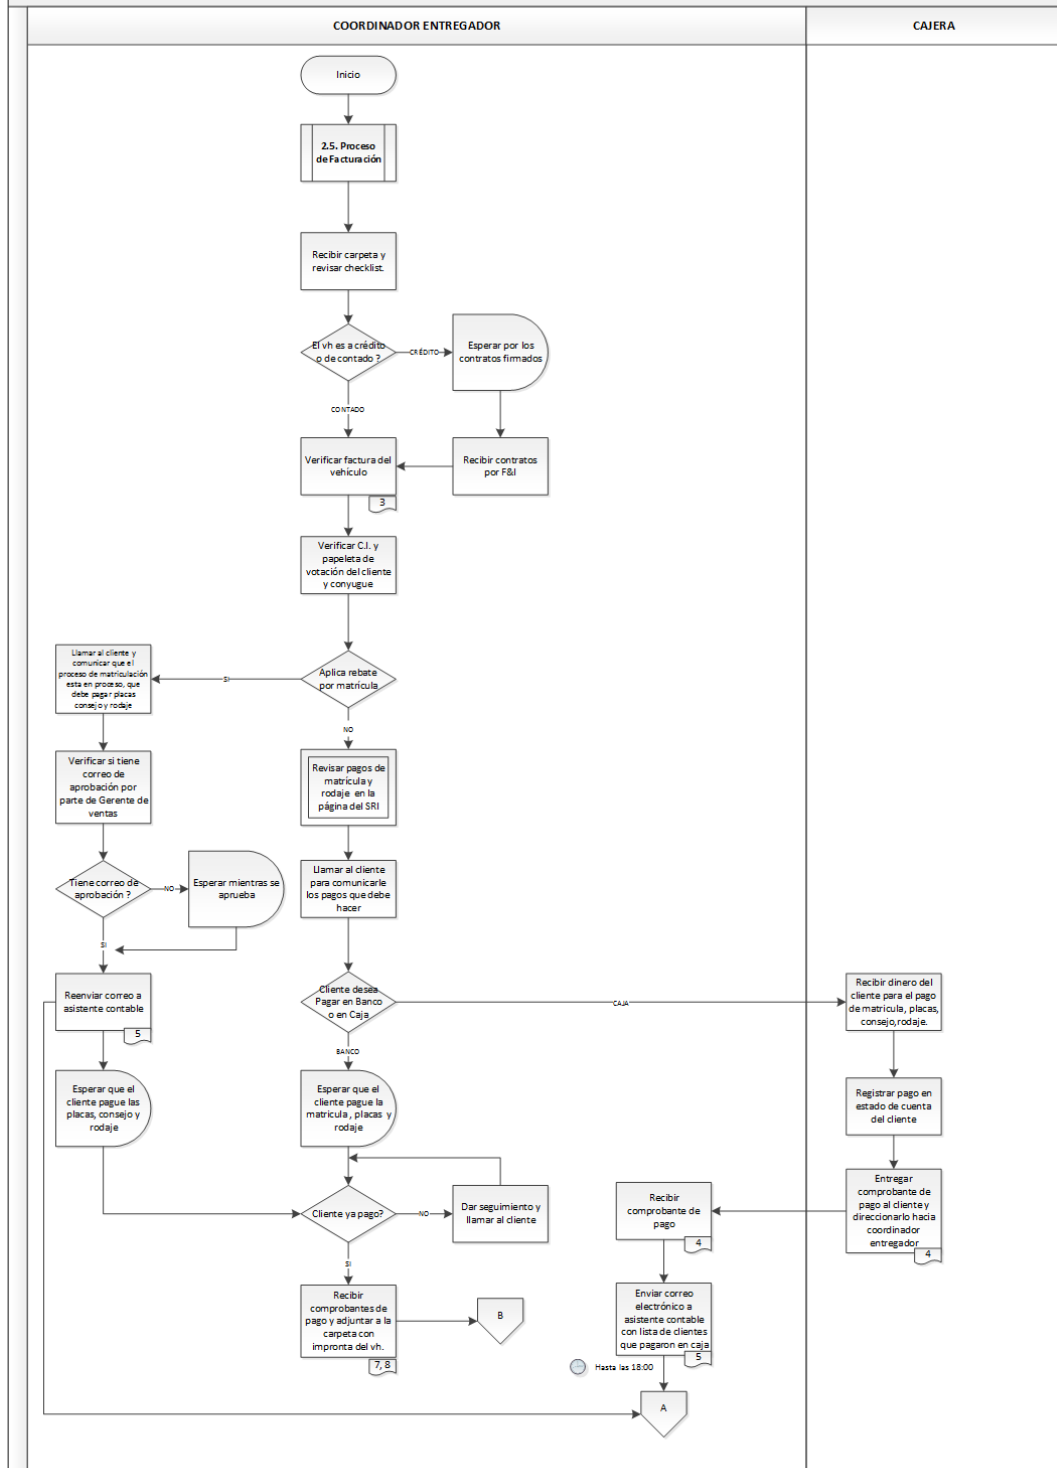 COORDINADOR ENTREGADOR
CAJERA
Inicio
2.5. Proceso
de Facturación
Recibir carpeta y
revisar checklist.
El vh es a crédito
o de contado ?
CRÉDITO
Esperar por los
contratos firmados
CONTADO
Verificar factura del
vehículo
3
Recibir contratos
por F&I
Verificar C.I. y
papeleta de
votación del cliente
y conyugue
Aplica rebate
por matricula
SI
Llamar al cliente y
comunicar que el
proceso de matriculación
esta en proceso, que
debe pagar placas
consejo y rodaje
NO
Verificar si tiene
correo de
aprobación por
parte de Gerente de
ventas
Revisar pagos de
matrícula y
rodaje en la
página del SRI
Tiene correo de
aprobación ?
NO
Esperar mientras se
aprueba
Llamar al cliente
para comunicarle
los pagos que debe
hacer
SI
Reenviar correo a
asistente contable
5
Cliente desea
Pagar en Banco
o en Caja
CAJA
Recibir dinero del
cliente para el pago
de matricula, placas,
consejo,rodaje.
BANCO
Esperar que el
cliente pague las
placas, consejo y
rodaje
Esperar que el
cliente pague la
matricula , placas y
rodaje
Registrar pago en
estado de cuenta
del cliente
Cliente ya pago?
NO
Dar seguimiento y
llamar al cliente
Recibir
comprobante de
pago
4
Entregar
comprobante de
pago al cliente y
direccionarlo hacia
coordinador
entregador
4
SI
Recibir
comprobantes de
pago y adjuntar a la
carpeta con
impronta del vh.
7, 8
B
Enviar correo
electrónico a
asistente contable
con lista de clientes
que pagaron en caja
5
Hasta las 18:00
A